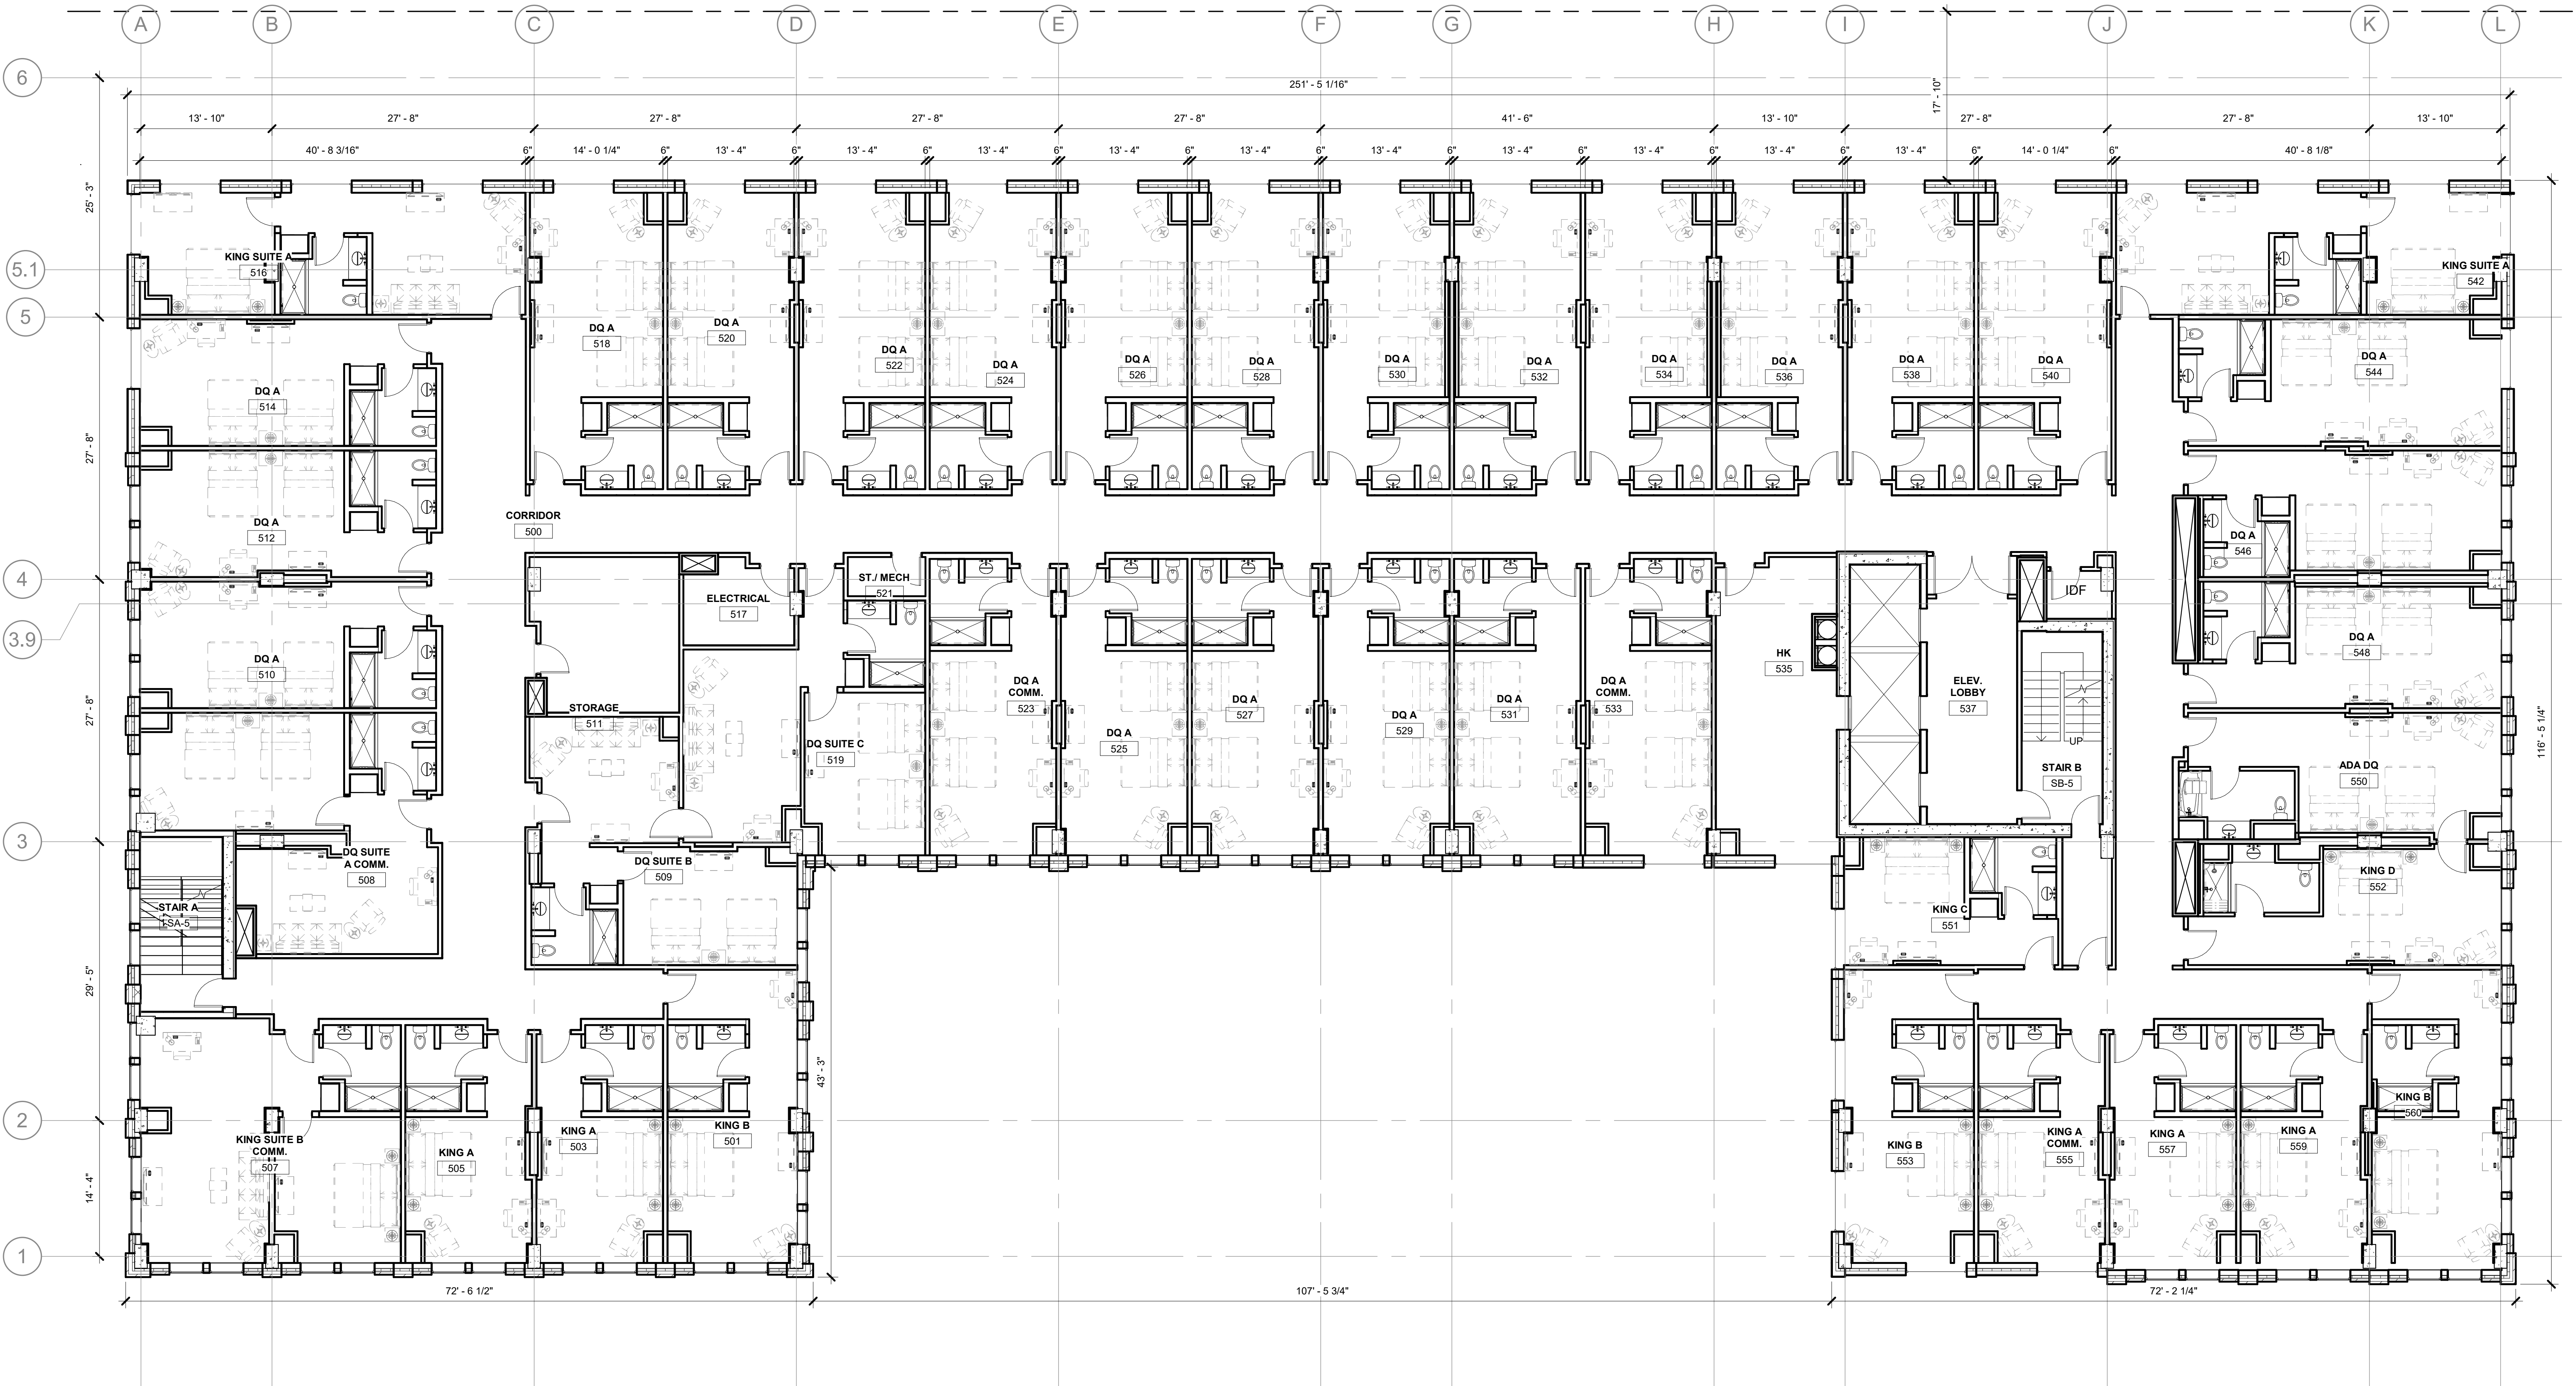 A B C D E F G H I J K L
6
251' - 5 1/16"
17' - 10"
13' - 10" 27' - 8" 27' - 8" 27' - 8" 27' - 8" 41' - 6" 13' - 10" 27' - 8" 27' - 8" 13' - 10"
40' - 8 3/16" 6" 14' - 0 1/4" 6" 13' - 4" 6" 13' - 4" 6" 13' - 4" 6" 13' - 4" 6" 13' - 4" 6" 13' - 4" 6" 13' - 4" 6" 13' - 4" 6" 13' - 4" 6" 13' - 4" 6" 14' - 0 1/4" 6" 40' - 8 1/8"
25' - 3"
5.1
5
27' - 8"
4
3.9
27' - 8"
3
29' - 5"
2
14' - 4"
1
KING SUITE A
516
DQ A
518
DQ A
520
DQ A
522
DQ A
524
DQ A
526
DQ A
528
DQ A
530
DQ A
532
DQ A
534
DQ A
536
DQ A
538
DQ A
540
KING SUITE A
542
DQ A
544
DQ A
514
DQ A
512
CORRIDOR
500
DQ A
546
DQ A
510
ELECTRICAL
517
ST./ MECH
521
IDF
DQ A
548
STORAGE
511
DQ SUITE C
519
DQ A
COMM.
523
DQ A
525
DQ A
527
DQ A
529
DQ A
531
DQ A
COMM.
533
HK
535
ELEV.
LOBBY
537
UP
STAIR B
SB-5
ADA DQ
550
116' - 5 1/4"
DQ SUITE
A COMM.
508
DQ SUITE B
509
STAIR A
SA-5
KING C
551
KING D
552
43' - 3"
KING SUITE B
COMM.
507
KING A
505
KING A
503
KING B
501
KING B
553
KING A
COMM.
555
KING A
557
KING A
559
KING B
560
72' - 6 1/2"
107' - 5 3/4"
72' - 2 1/4"